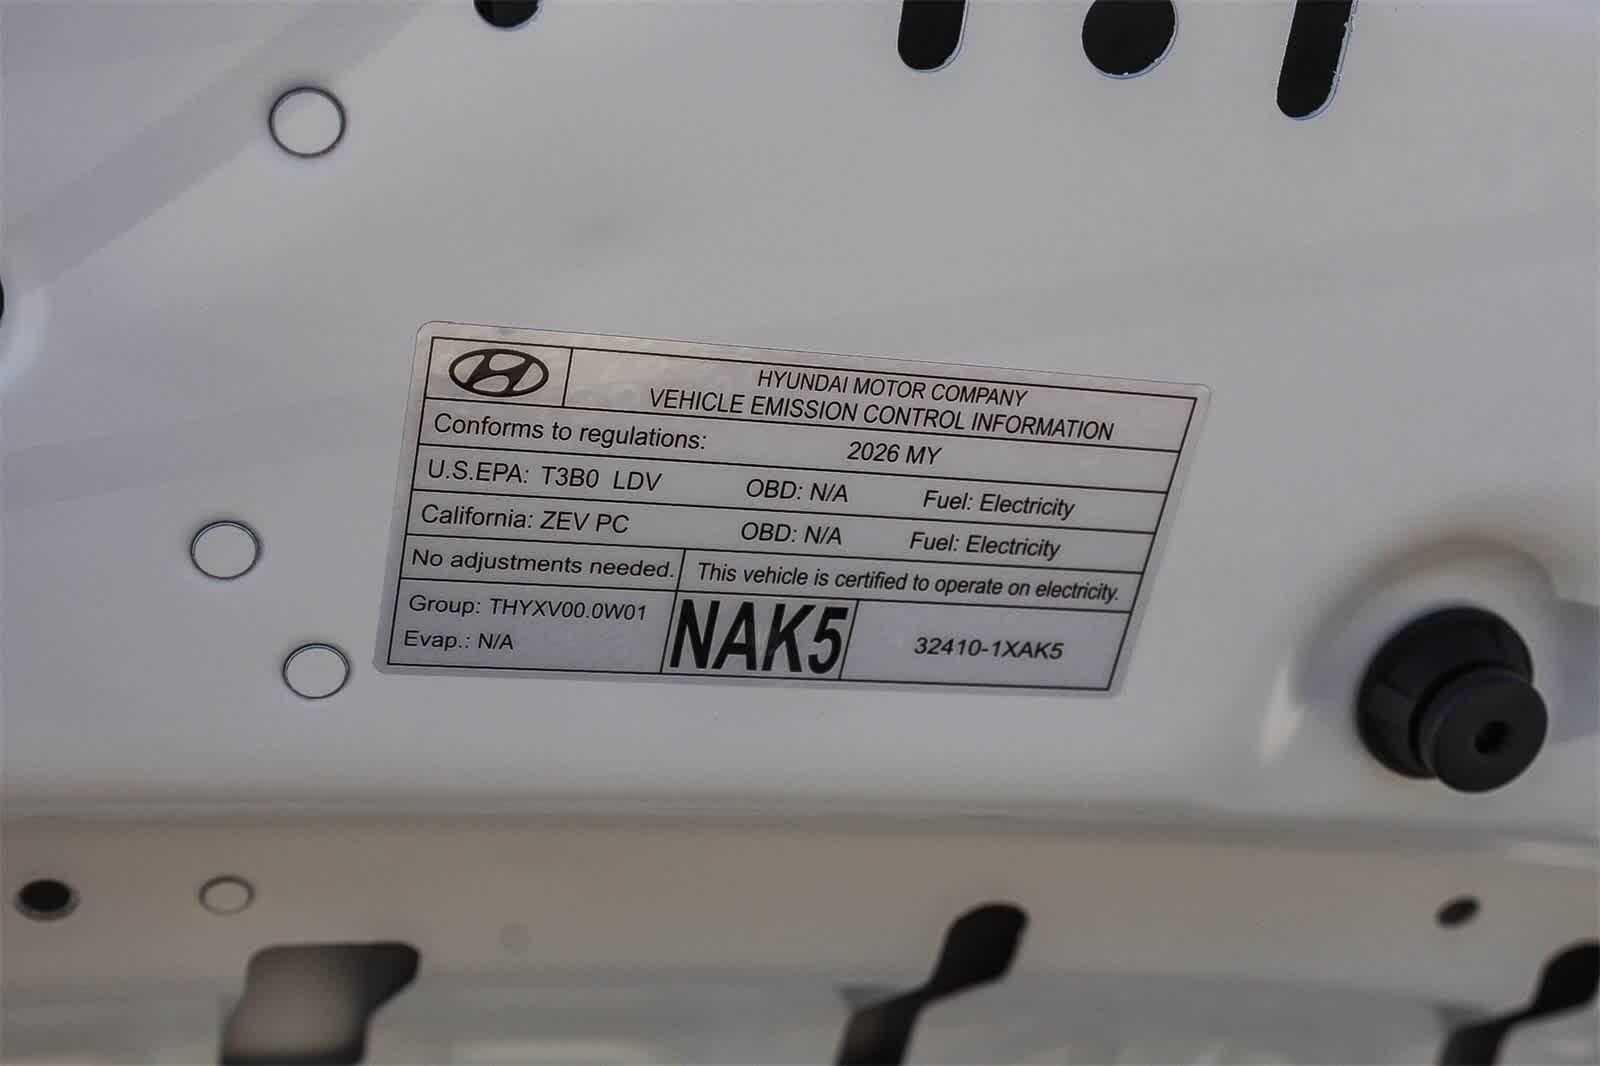 HYUNDAI MOTOR COMPANY
VEHICLE EMISSION CONTROL INFORMATION
Conforms to regulations: 2026 MY
U.S.EPA: T3B0 LDV OBD: N/A Fuel: Electricity
California: ZEV PC OBD: N/A Fuel: Electricity
No adjustments needed. This vehicle is certified to operate on electricity.
Group: THYXV00.0W01
Evap.: N/A
NAK5
32410-1XAK5